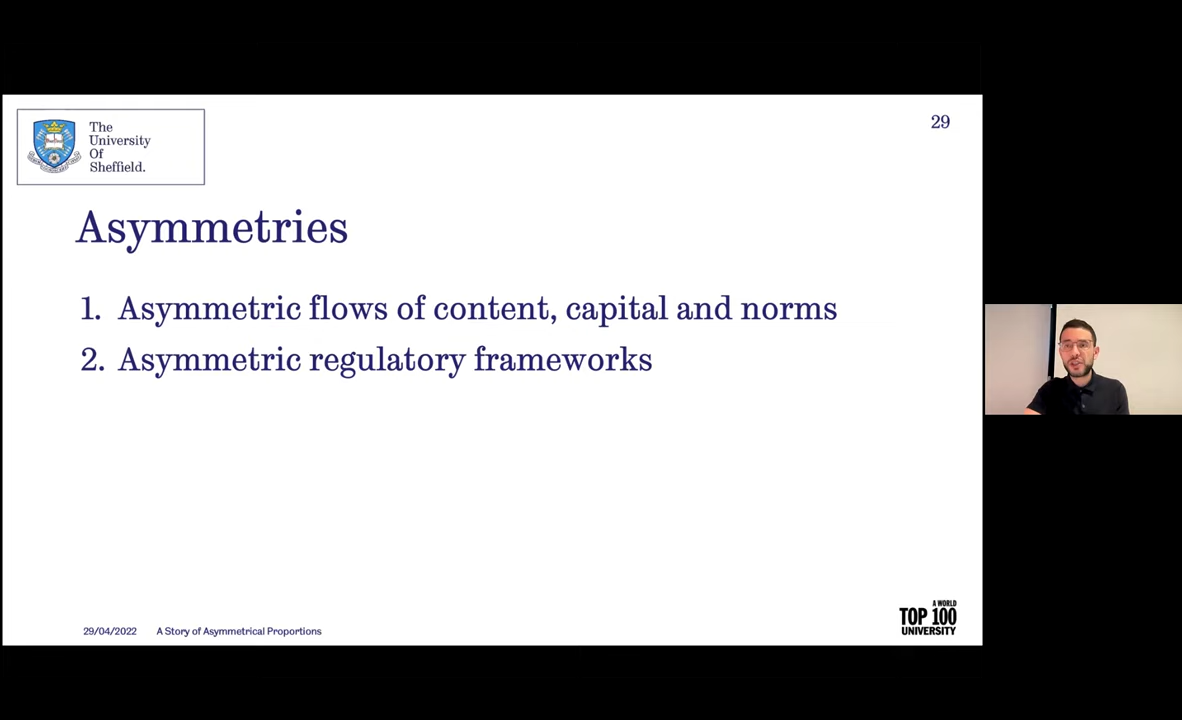 The
University
Of
Sheffield.
29
Asymmetries
1. Asymmetric flows of content, capital and norms
2. Asymmetric regulatory frameworks
29/04/2022 A Story of Asymmetrical Proportions
A WORLD
TOP 100
UNIVERSITY